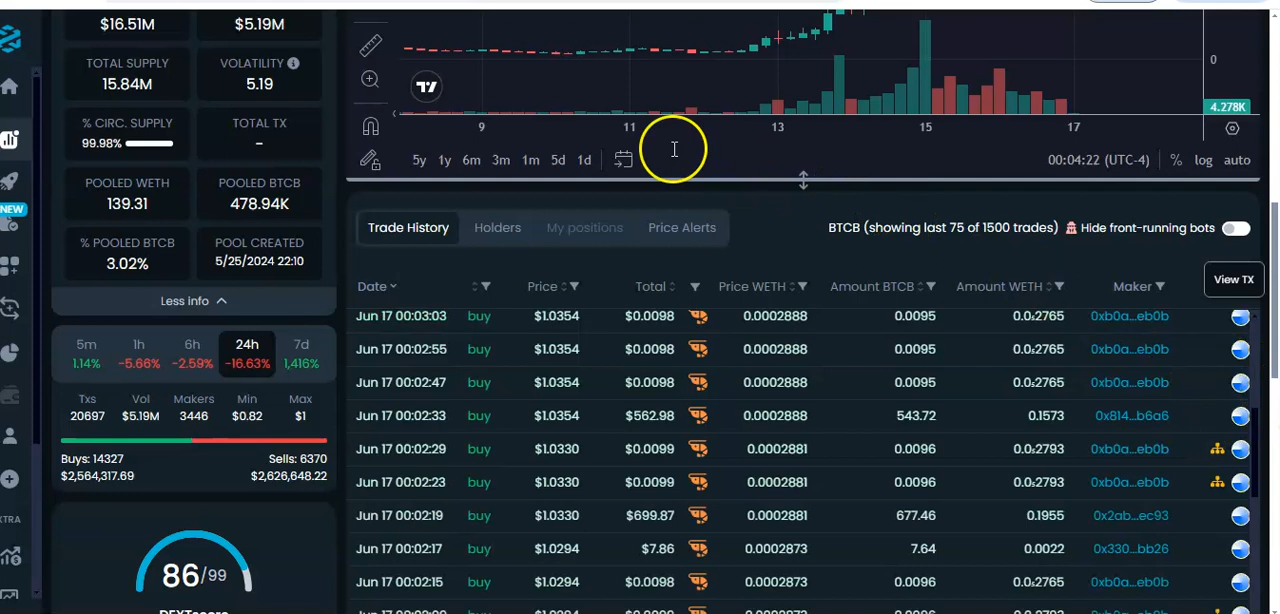 $16.51M $5.19M
TOTAL SUPPLY VOLATILITY
15.84M 5.19
% CIRC. SUPPLY TOTAL TX
99.98% -
POOLED WETH POOLED BTCB
139.31 478.94K
% POOLED BTCB POOL CREATED
3.02% 5/25/2024 22:10
Less info
5m 1h 6h 24h 7d
1.14% -5.66% -2.59% -16.63% 1,416%
Txs Vol Makers Min Max
20697 $5.19M 3446 $0.82 $1
Buys: 14327 Sells: 6370
$2,564,317.69 $2,626,648.22
86/99
DEXTscore
NEW
XTRA
0
4.278K
9 11 13 15 17
5y 1y 6m 3m 1m 5d 1d 00:04:22 (UTC-4) % log auto
Trade History Holders My positions Price Alerts BTCB (showing last 75 of 1500 trades) Hide front-running bots
Date Price Total Price WETH Amount BTCB Amount WETH Maker View TX
Jun 17 00:03:03 buy $1.0354 $0.0098 0.0002888 0.0095 0.0₅2765 0xb0a...eb0b
Jun 17 00:02:55 buy $1.0354 $0.0098 0.0002888 0.0095 0.0₅2765 0xb0a...eb0b
Jun 17 00:02:47 buy $1.0354 $0.0098 0.0002888 0.0095 0.0₅2765 0xb0a...eb0b
Jun 17 00:02:33 buy $1.0354 $562.98 0.0002888 543.72 0.1573 0x814...b6a6
Jun 17 00:02:29 buy $1.0330 $0.0099 0.0002881 0.0096 0.0₅2793 0xb0a...eb0b
Jun 17 00:02:23 buy $1.0330 $0.0099 0.0002881 0.0096 0.0₅2793 0xb0a...eb0b
Jun 17 00:02:19 buy $1.0330 $699.87 0.0002881 677.46 0.1955 0x2ab...ec93
Jun 17 00:02:17 buy $1.0294 $7.86 0.0002873 7.64 0.0022 0x330...bb26
Jun 17 00:02:15 buy $1.0294 $0.0098 0.0002873 0.0096 0.0₅2765 0xb0a...eb0b